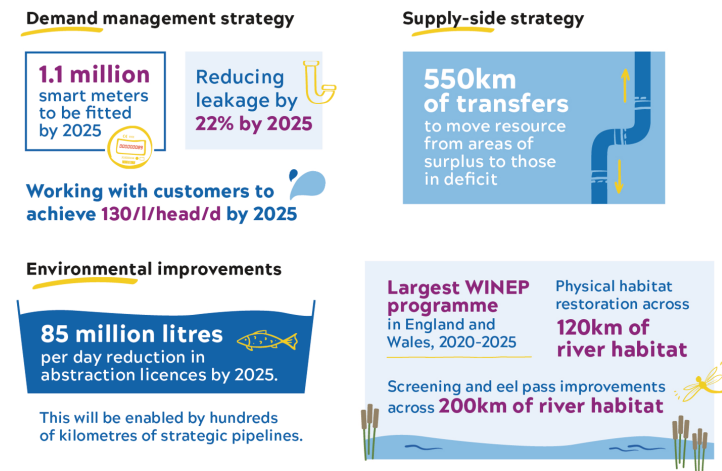 Demand management strategy
1.1 million
smart meters
to be fitted
by 2025
Reducing
leakage by
22% by 2025
Working with customers to
achieve 130/l/head/d by 2025
Supply-side strategy
550km
of transfers
to move resource
from areas of
surplus to those
in deficit
Environmental improvements
85 million litres
per day reduction in
abstraction licences by 2025.
This will be enabled by hundreds
of kilometres of strategic pipelines.
Largest WINEP
programme
in England and
Wales, 2020-2025
Physical habitat
restoration across
120km of
river habitat
Screening and eel pass improvements
across 200km of river habitat